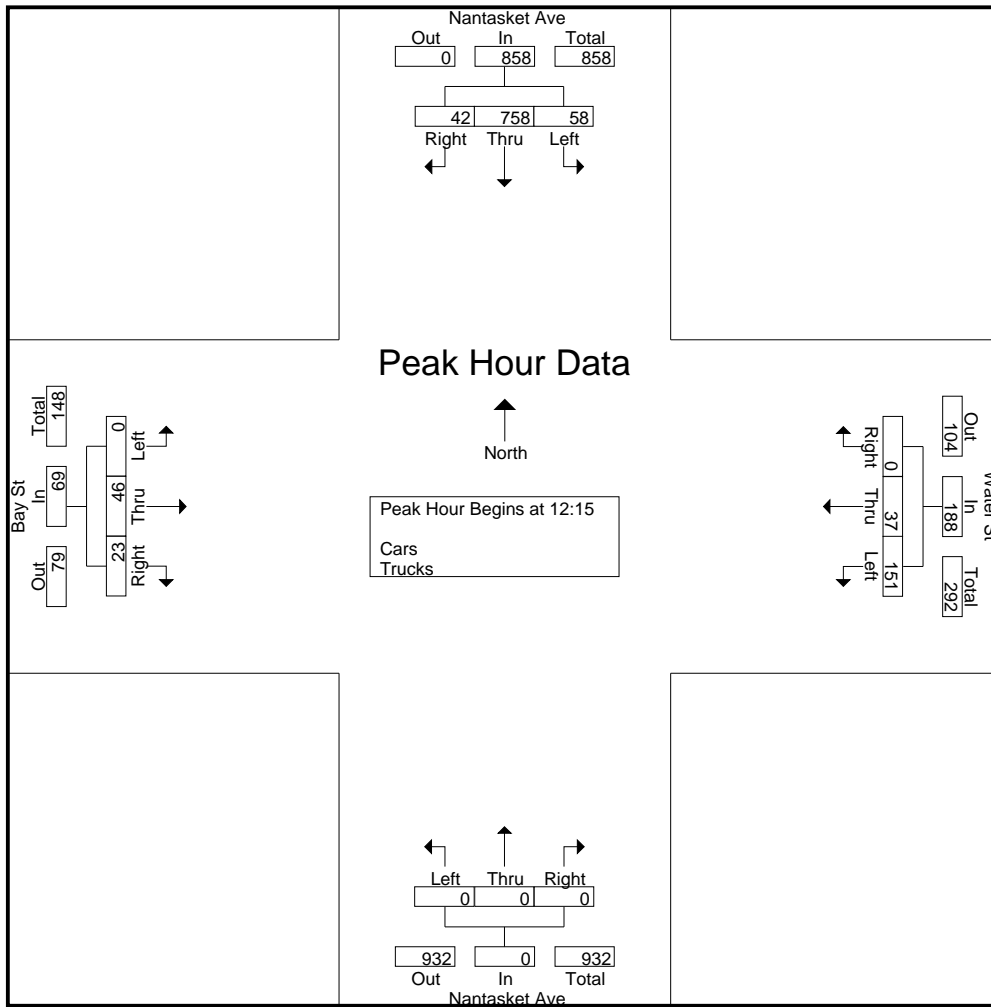 Nantasket Ave
Out In Total
0 858 858
42 758 58
Right Thru Left
Peak Hour Data
North
Peak Hour Begins at 12:15
Cars
Trucks
Bay St
Total In Out
148 69 79
0 46 23
Left Thru Right
Water St
Out In Total
104 188 292
0 37 151
Right Thru Left
Left Thru Right
0 0 0
932 0 932
Out In Total
Nantasket Ave